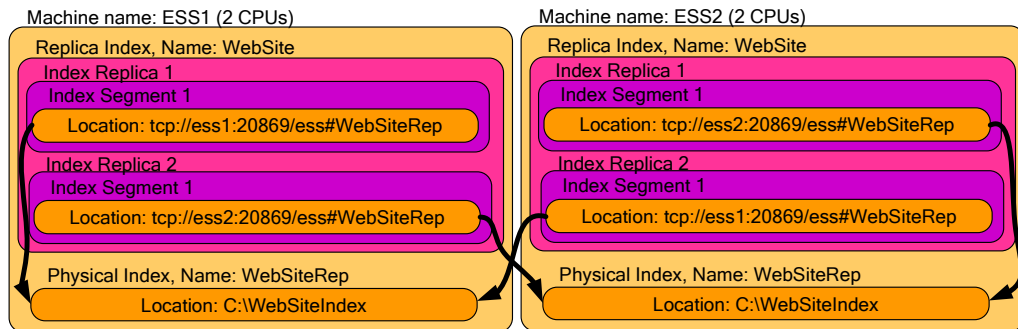 Machine name: ESS1 (2 CPUs)
Replica Index, Name: WebSite
Index Replica 1
Index Segment 1
Location: tcp://ess1:20869/ess#WebSiteRep
Index Replica 2
Index Segment 1
Location: tcp://ess2:20869/ess#WebSiteRep
Physical Index, Name: WebSiteRep
Location: C:\WebSiteIndex
Machine name: ESS2 (2 CPUs)
Replica Index, Name: WebSite
Index Replica 1
Index Segment 1
Location: tcp://ess2:20869/ess#WebSiteRep
Index Replica 2
Index Segment 1
Location: tcp://ess1:20869/ess#WebSiteRep
Physical Index, Name: WebSiteRep
Location: C:\WebSiteIndex